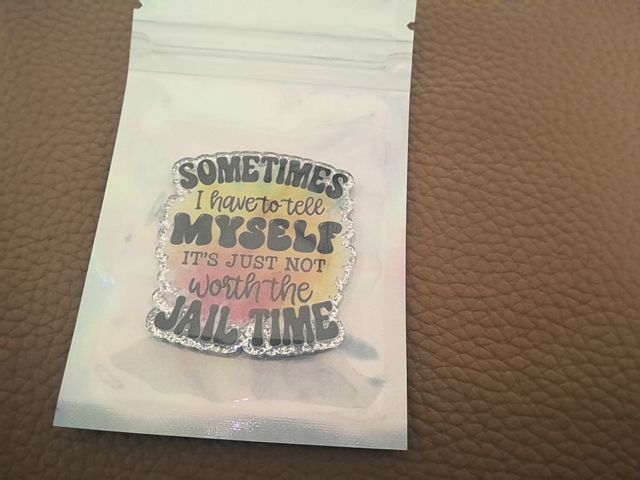 SOMETIMES
I have to tell
MYSELF
IT'S JUST NOT
worth the
JAIL TIME